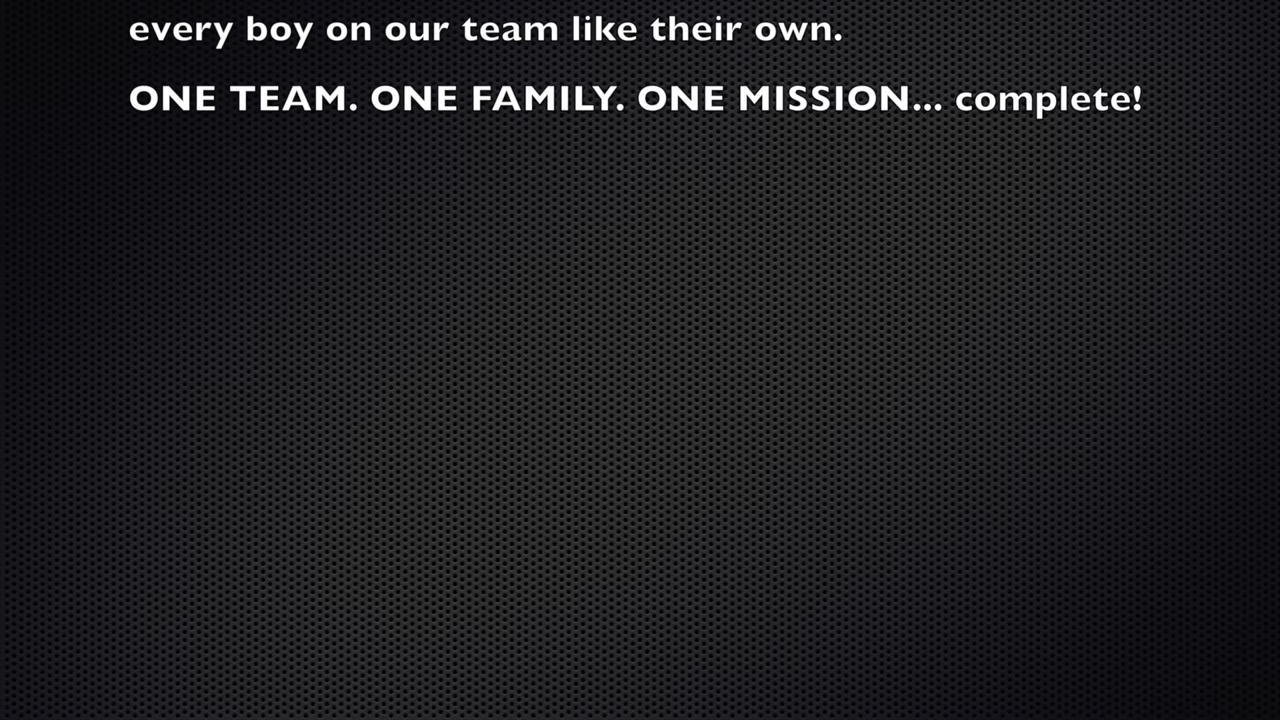 every boy on our team like their own.
ONE TEAM. ONE FAMILY. ONE MISSION... complete!